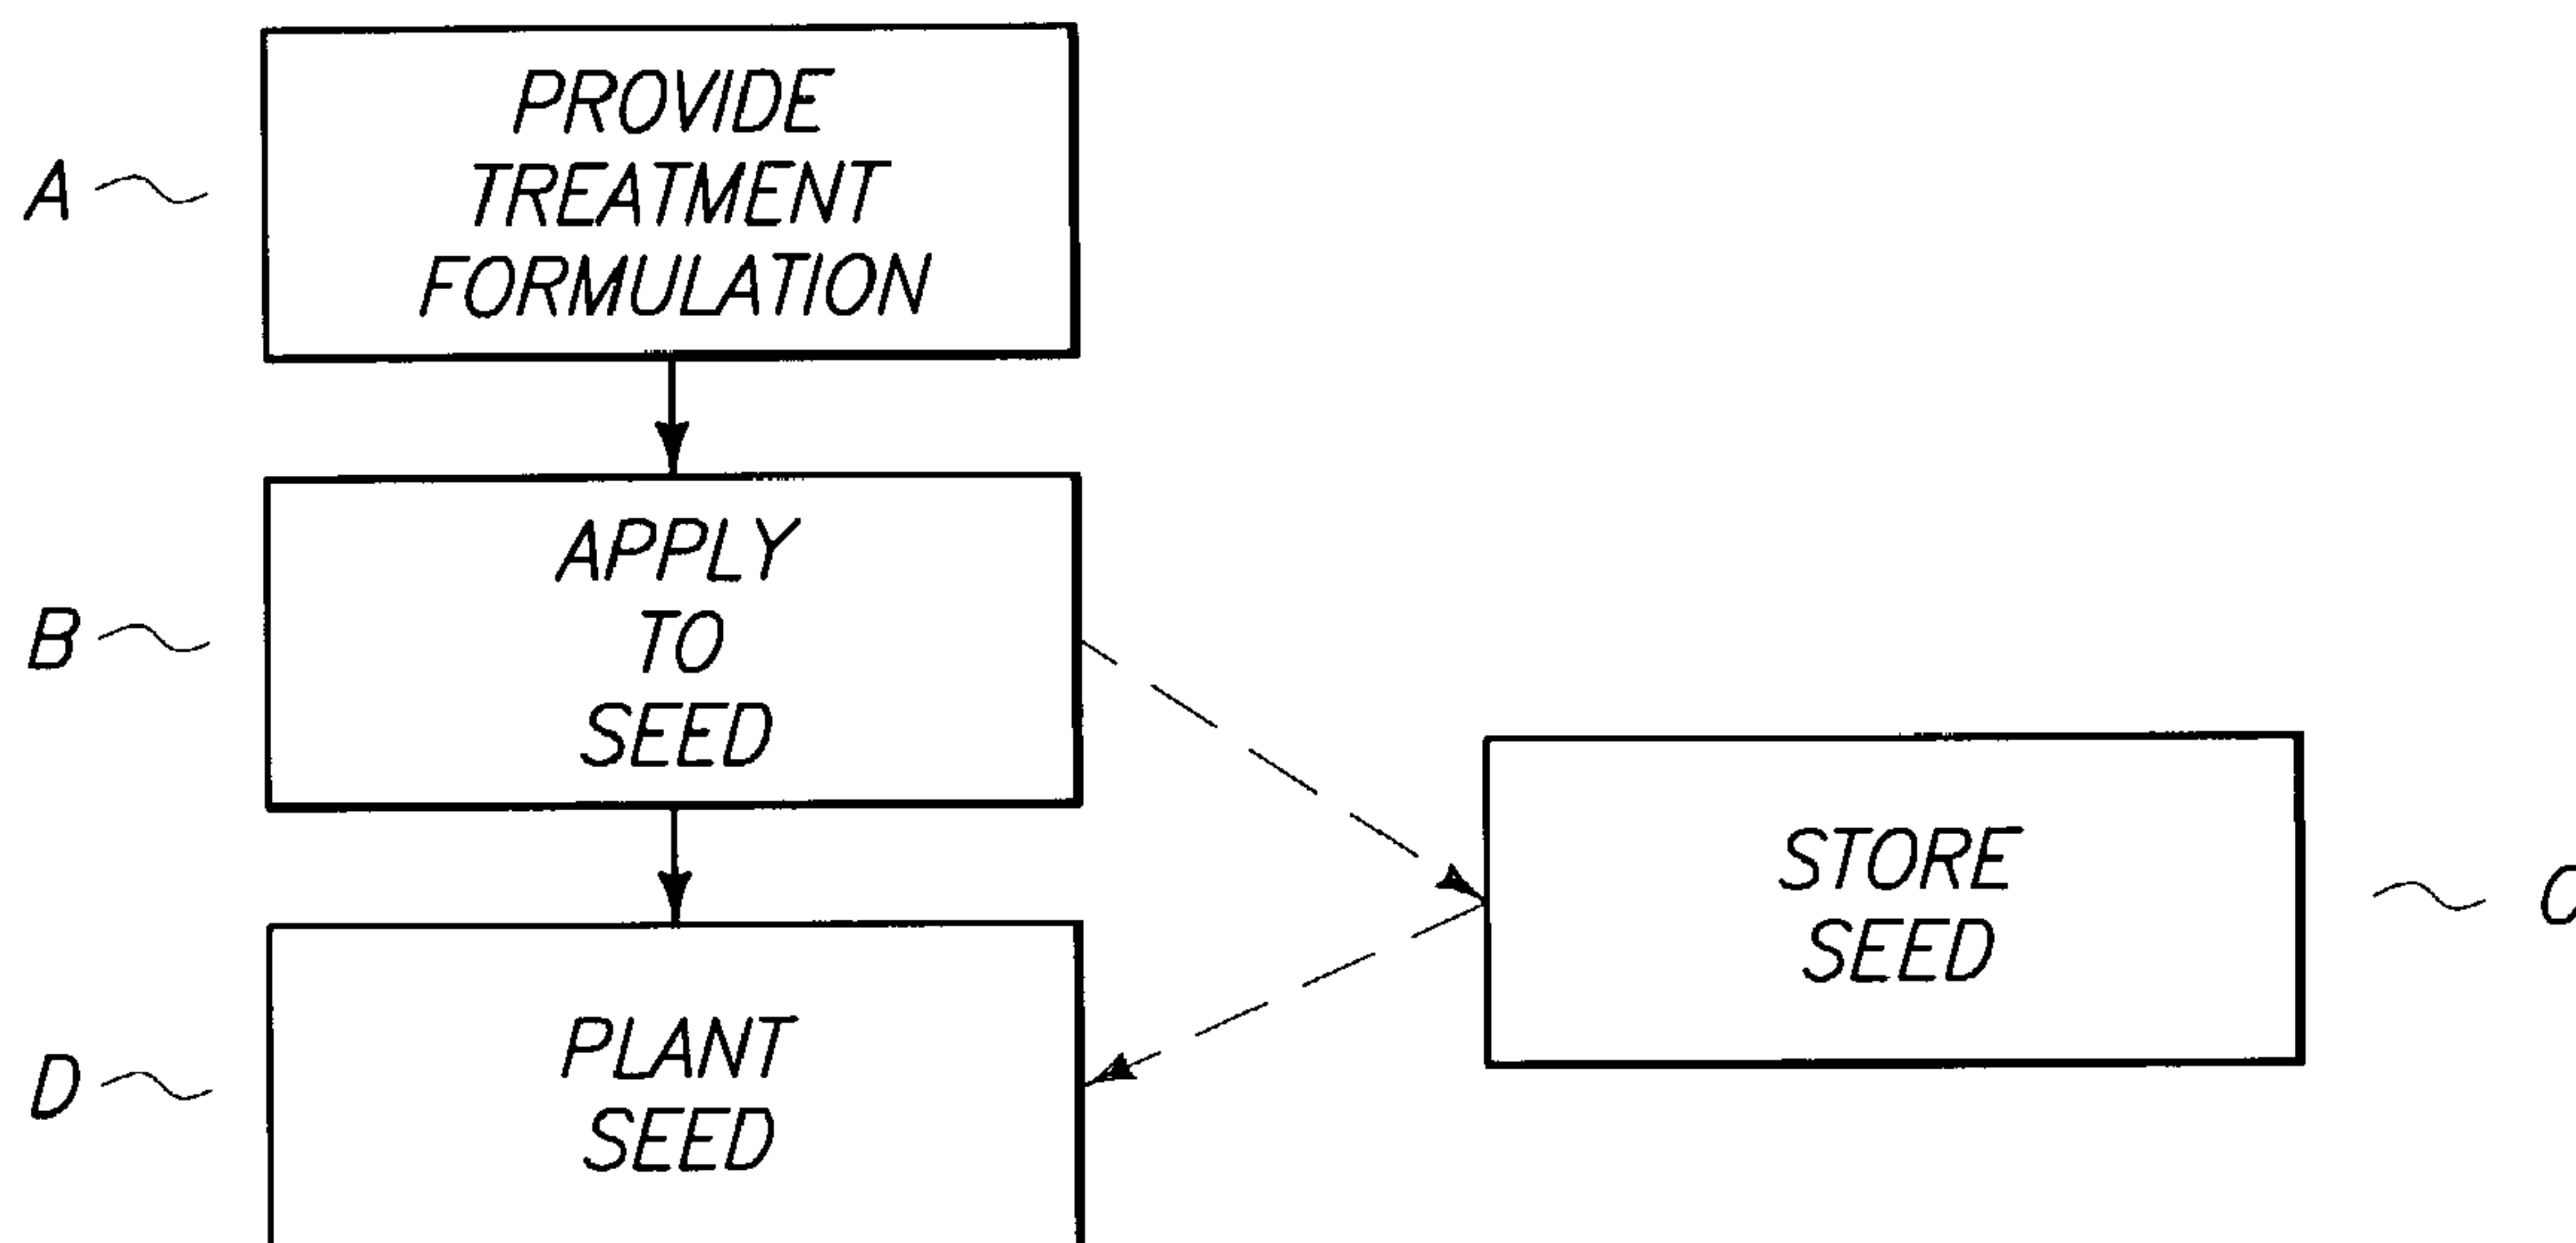 A
PROVIDE
TREATMENT
FORMULATION
B
APPLY
TO
SEED
STORE
SEED
C
D
PLANT
SEED